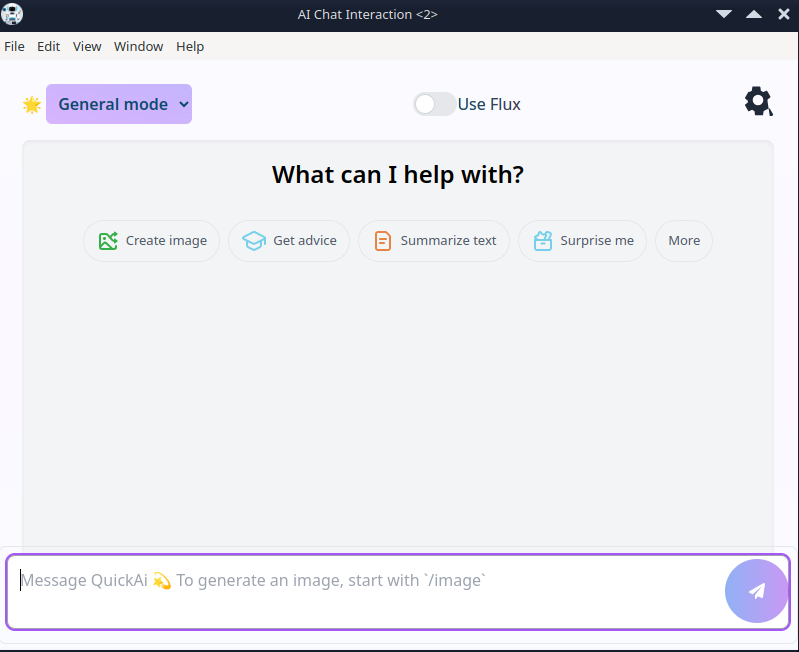 AI Chat Interaction <2>
File Edit View Window Help
🌟 General mode Use Flux
What can I help with?
Create image Get advice Summarize text Surprise me More
Message QuickAi 💫 To generate an image, start with `/image`